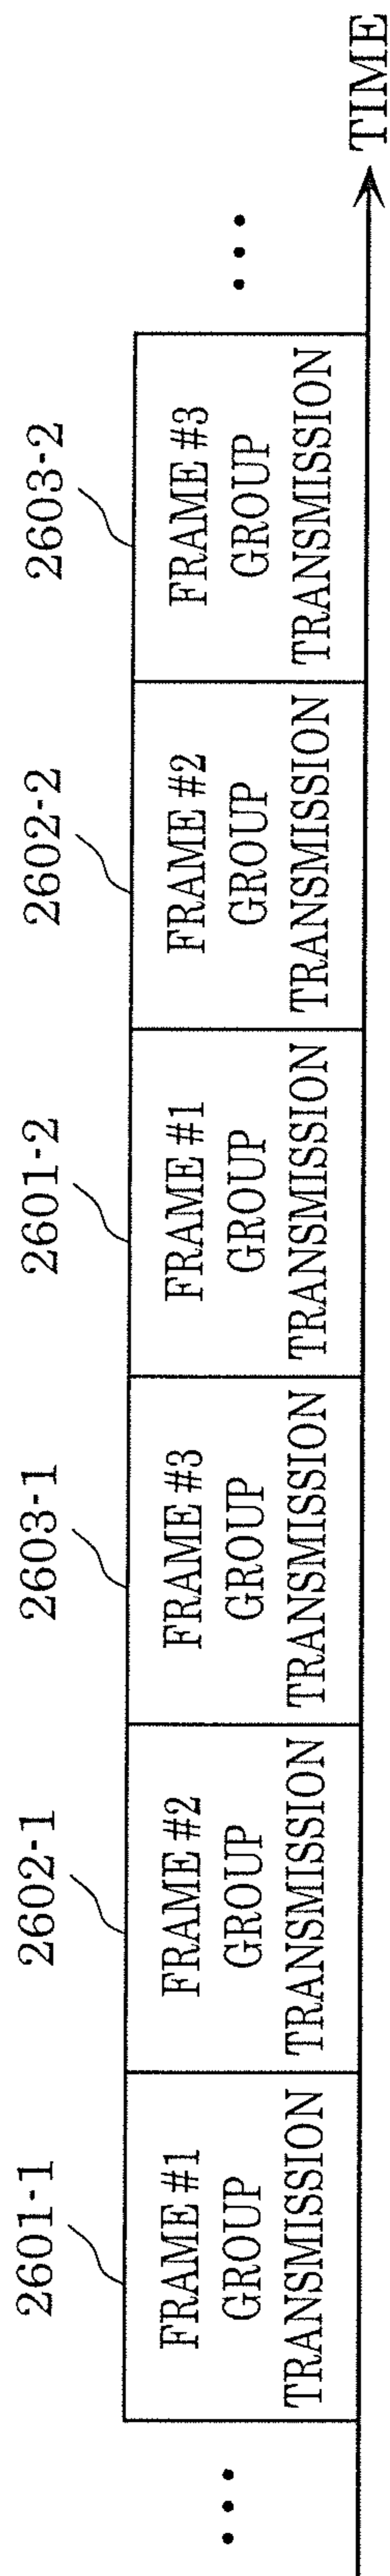 2601-1
2602-1
2603-1
2601-2
2602-2
2603-2
... FRAME #1 GROUP TRANSMISSION
FRAME #2 GROUP TRANSMISSION
FRAME #3 GROUP TRANSMISSION
FRAME #1 GROUP TRANSMISSION
FRAME #2 GROUP TRANSMISSION
FRAME #3 GROUP TRANSMISSION ...
TIME